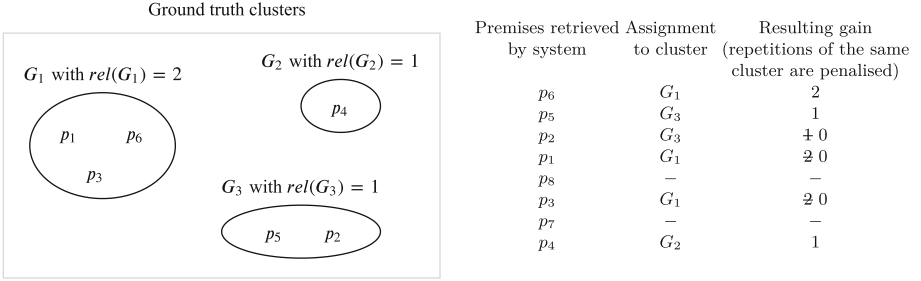 Ground truth clusters
G₁ with rel(G₁) = 2
p₁ p₆
p₃
G₂ with rel(G₂) = 1
p₄
G₃ with rel(G₃) = 1
p₅ p₂
Premises retrieved Assignment Resulting gain
by system to cluster (repetitions of the same
cluster are penalised)
p₆ G₁ 2
p₅ G₃ 1
p₂ G₃ 1 0
p₁ G₁ 2 0
p₈ – –
p₃ G₁ 2 0
p₇ – –
p₄ G₂ 1